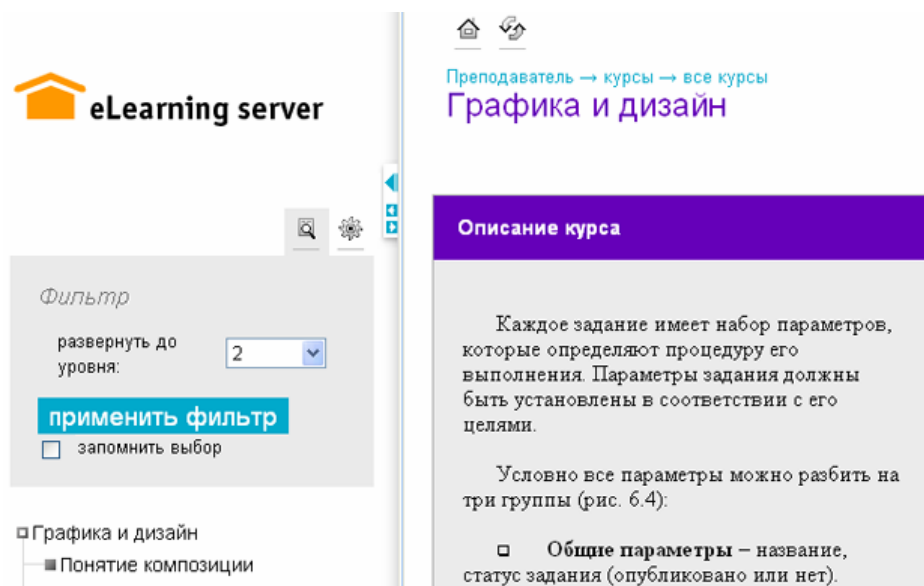 eLearning server
Фильтр
развернуть до
уровня:
2
применить фильтр
запомнить выбор
Графика и дизайн
Понятие композиции
Преподаватель → курсы → все курсы
Графика и дизайн
Описание курса
Каждое задание имеет набор параметров,
которые определяют процедуру его
выполнения. Параметры задания должны
быть установлены в соответствии с его
целями.
Условно все параметры можно разбить на
три группы (рис. 6.4):
Общие параметры – название,
статус задания (опубликовано или нет).